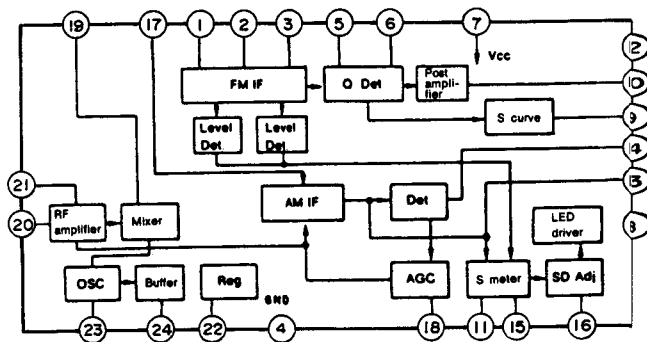 19 17 1 2 3 5 6 7
Vcc
12
FM IF
Q Det
Post
ampli-
fier
10
Level
Det
Level
Det
S curve
9
14
21
AM IF
Det
13
20
RF
amplifier
Mixer
LED
driver
8
OSC
Buffer
Reg
GND
AGC
S meter
SD Adj
23 24 22 4 18 11 15 16